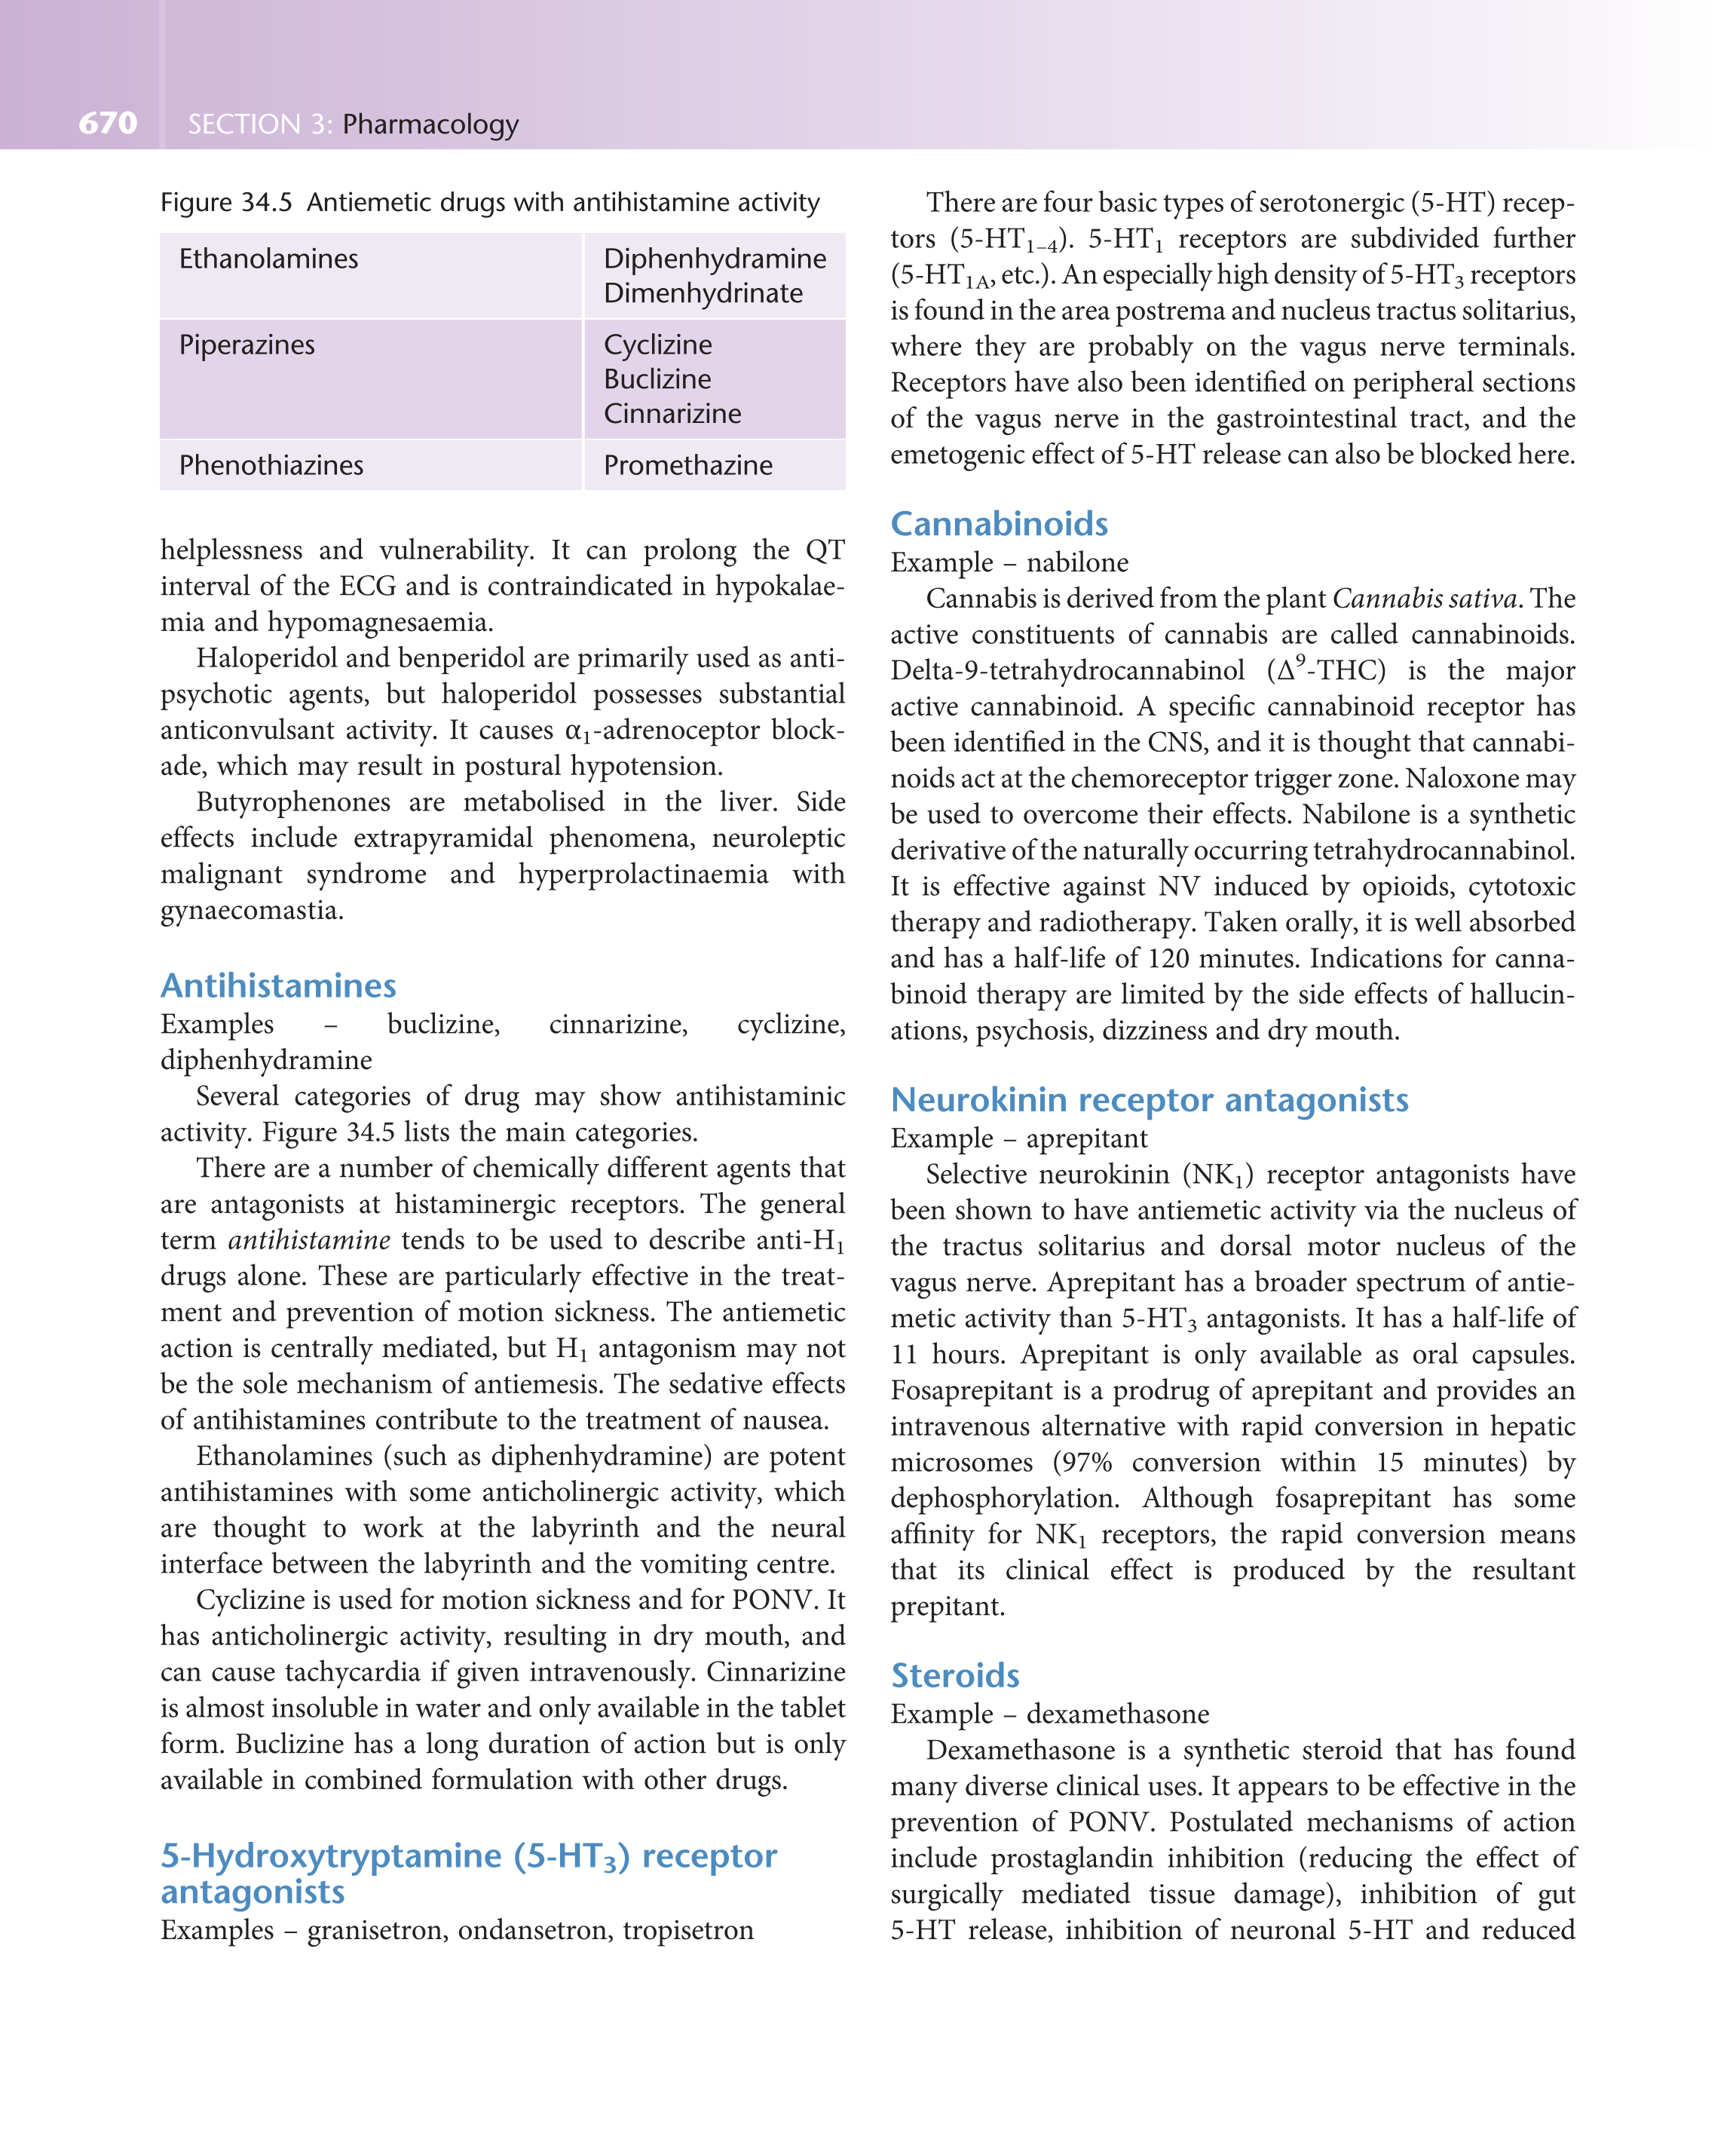 670 SECTION 3: Pharmacology
Figure 34.5 Antiemetic drugs with antihistamine activity
Ethanolamines Diphenhydramine
Dimenhydrinate
Piperazines Cyclizine
Buclizine
Cinnarizine
Phenothiazines Promethazine
helplessness and vulnerability. It can prolong the QT
interval of the ECG and is contraindicated in hypokalae-
mia and hypomagnesaemia.
Haloperidol and benperidol are primarily used as anti-
psychotic agents, but haloperidol possesses substantial
anticonvulsant activity. It causes α₁-adrenoceptor block-
ade, which may result in postural hypotension.
Butyrophenones are metabolised in the liver. Side
effects include extrapyramidal phenomena, neuroleptic
malignant syndrome and hyperprolactinaemia with
gynaecomastia.
Antihistamines
Examples – buclizine, cinnarizine, cyclizine,
diphenhydramine
Several categories of drug may show antihistaminic
activity. Figure 34.5 lists the main categories.
There are a number of chemically different agents that
are antagonists at histaminergic receptors. The general
term antihistamine tends to be used to describe anti-H₁
drugs alone. These are particularly effective in the treat-
ment and prevention of motion sickness. The antiemetic
action is centrally mediated, but H₁ antagonism may not
be the sole mechanism of antiemesis. The sedative effects
of antihistamines contribute to the treatment of nausea.
Ethanolamines (such as diphenhydramine) are potent
antihistamines with some anticholinergic activity, which
are thought to work at the labyrinth and the neural
interface between the labyrinth and the vomiting centre.
Cyclizine is used for motion sickness and for PONV. It
has anticholinergic activity, resulting in dry mouth, and
can cause tachycardia if given intravenously. Cinnarizine
is almost insoluble in water and only available in the tablet
form. Buclizine has a long duration of action but is only
available in combined formulation with other drugs.
5-Hydroxytryptamine (5-HT₃) receptor
antagonists
Examples – granisetron, ondansetron, tropisetron
There are four basic types of serotonergic (5-HT) recep-
tors (5-HT₁₋₄). 5-HT₁ receptors are subdivided further
(5-HT₁ₐ, etc.). An especially high density of 5-HT₃ receptors
is found in the area postrema and nucleus tractus solitarius,
where they are probably on the vagus nerve terminals.
Receptors have also been identified on peripheral sections
of the vagus nerve in the gastrointestinal tract, and the
emetogenic effect of 5-HT release can also be blocked here.
Cannabinoids
Example – nabilone
Cannabis is derived from the plant Cannabis sativa. The
active constituents of cannabis are called cannabinoids.
Delta-9-tetrahydrocannabinol (Δ⁹-THC) is the major
active cannabinoid. A specific cannabinoid receptor has
been identified in the CNS, and it is thought that cannabi-
noids act at the chemoreceptor trigger zone. Naloxone may
be used to overcome their effects. Nabilone is a synthetic
derivative of the naturally occurring tetrahydrocannabinol.
It is effective against NV induced by opioids, cytotoxic
therapy and radiotherapy. Taken orally, it is well absorbed
and has a half-life of 120 minutes. Indications for canna-
binoid therapy are limited by the side effects of hallucin-
ations, psychosis, dizziness and dry mouth.
Neurokinin receptor antagonists
Example – aprepitant
Selective neurokinin (NK₁) receptor antagonists have
been shown to have antiemetic activity via the nucleus of
the tractus solitarius and dorsal motor nucleus of the
vagus nerve. Aprepitant has a broader spectrum of antie-
metic activity than 5-HT₃ antagonists. It has a half-life of
11 hours. Aprepitant is only available as oral capsules.
Fosaprepitant is a prodrug of aprepitant and provides an
intravenous alternative with rapid conversion in hepatic
microsomes (97% conversion within 15 minutes) by
dephosphorylation. Although fosaprepitant has some
affinity for NK₁ receptors, the rapid conversion means
that its clinical effect is produced by the resultant
prepitant.
Steroids
Example – dexamethasone
Dexamethasone is a synthetic steroid that has found
many diverse clinical uses. It appears to be effective in the
prevention of PONV. Postulated mechanisms of action
include prostaglandin inhibition (reducing the effect of
surgically mediated tissue damage), inhibition of gut
5-HT release, inhibition of neuronal 5-HT and reduced